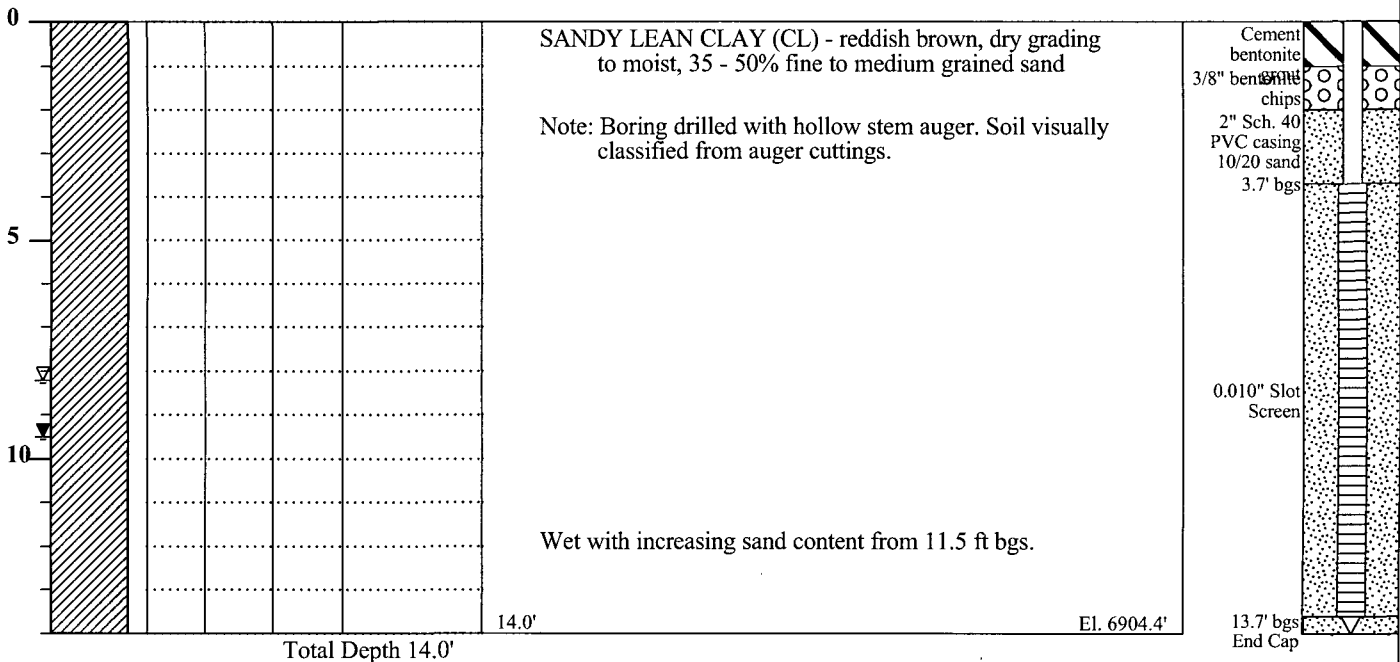 0
SANDY LEAN CLAY (CL) - reddish brown, dry grading
to moist, 35 - 50% fine to medium grained sand
Note: Boring drilled with hollow stem auger. Soil visually
classified from auger cuttings.
5
10
Wet with increasing sand content from 11.5 ft bgs.
14.0'
El. 6904.4'
Total Depth 14.0'
Cement
bentonite
grout
3/8" bentonite
chips
2" Sch. 40
PVC casing
10/20 sand
3.7' bgs
0.010" Slot
Screen
13.7' bgs
End Cap